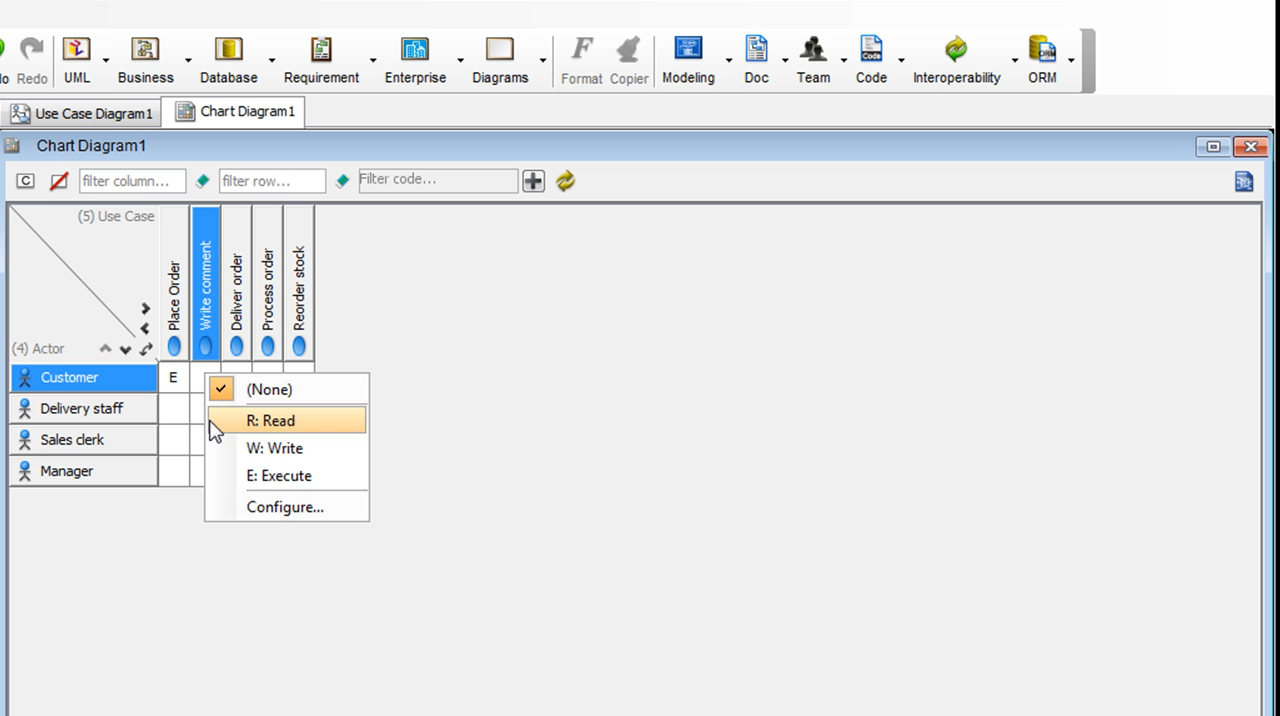 do Redo UML Business Database Requirement Enterprise Diagrams Format Copier Modeling Doc Team Code Interoperability ORM
Use Case Diagram1 Chart Diagram1
Chart Diagram1
filter column... filter row... Filter code...
(5) Use Case
Place Order
Write comment
Deliver order
Process order
Reorder stock
(4) Actor
Customer E
Delivery staff
Sales clerk
Manager
(None)
R: Read
W: Write
E: Execute
Configure...